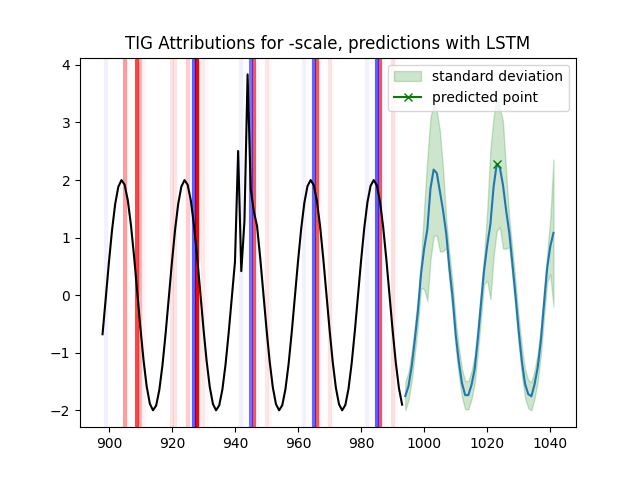 TIG Attributions for -scale, predictions with LSTM
standard deviation
predicted point
4
3
2
1
0
−1
−2
900 920 940 960 980 1000 1020 1040